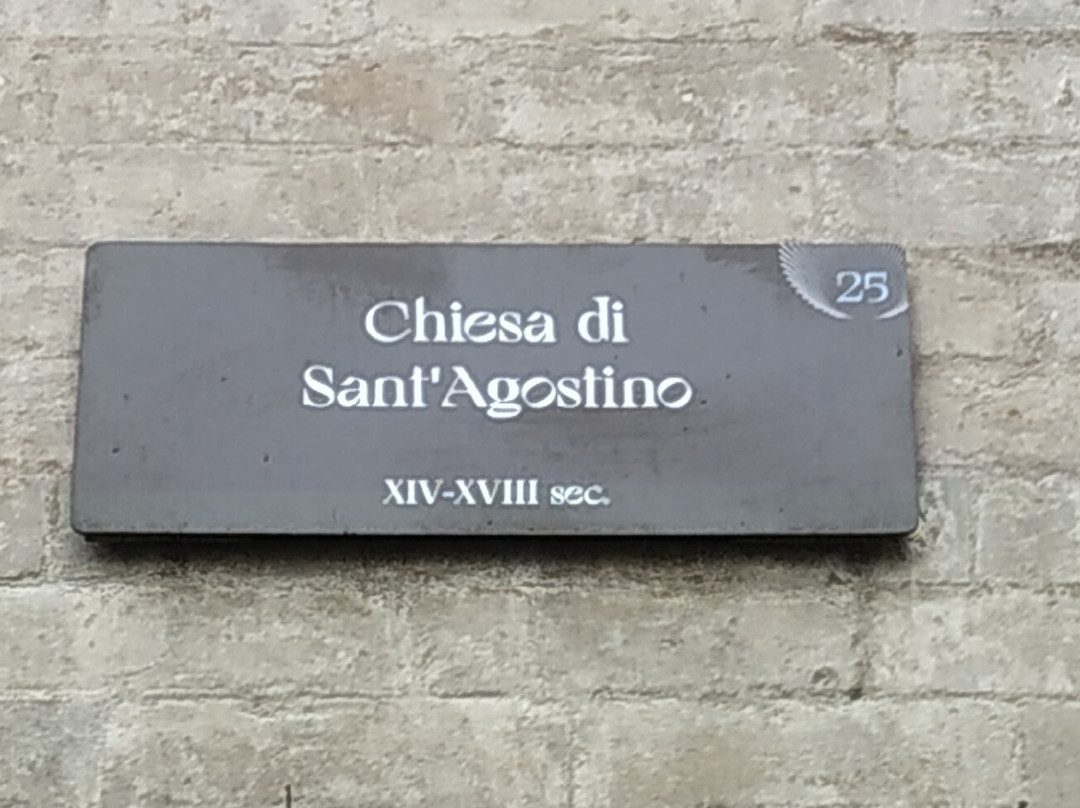 25
Chiesa di
Sant'Agostino
XIV-XVIII sec.